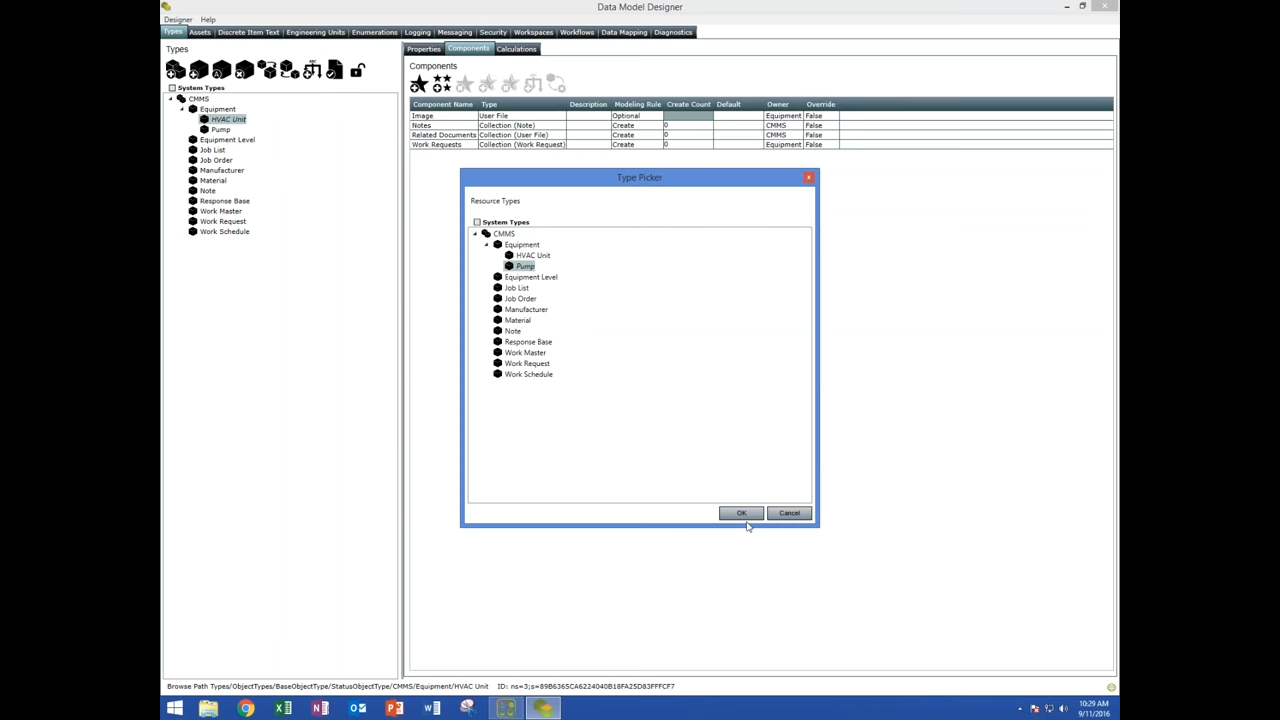 Data Model Designer
Designer Help
Types Assets Discrete Item Text Engineering Units Enumerations Logging Messaging Security Workspaces Workflows Data Mapping Diagnostics
Types
System Types
CMMS
Equipment
HVAC Unit
Pump
Equipment Level
Job List
Job Order
Manufacturer
Material
Note
Response Base
Work Master
Work Request
Work Schedule
Properties Components Calculations
Components
Component Name Type Description Modeling Rule Create Count Default Owner Override
Image User File Optional Equipment False
Notes Collection (Note) Create 0 CMMS False
Related Documents Collection (User File) Create 0 CMMS False
Work Requests Collection (Work Request) Create 0 Equipment False
Type Picker
Resource Types
System Types
CMMS
Equipment
HVAC Unit
Pump
Equipment Level
Job List
Job Order
Manufacturer
Material
Note
Response Base
Work Master
Work Request
Work Schedule
OK Cancel
Browse Path Types/ObjectTypes/BaseObjectType/StatusObjectType/CMMS/Equipment/HVAC Unit ID: ns=3;s=89B6365CA6224040B18FA25D83FFFCF7
10:29 AM
9/11/2016